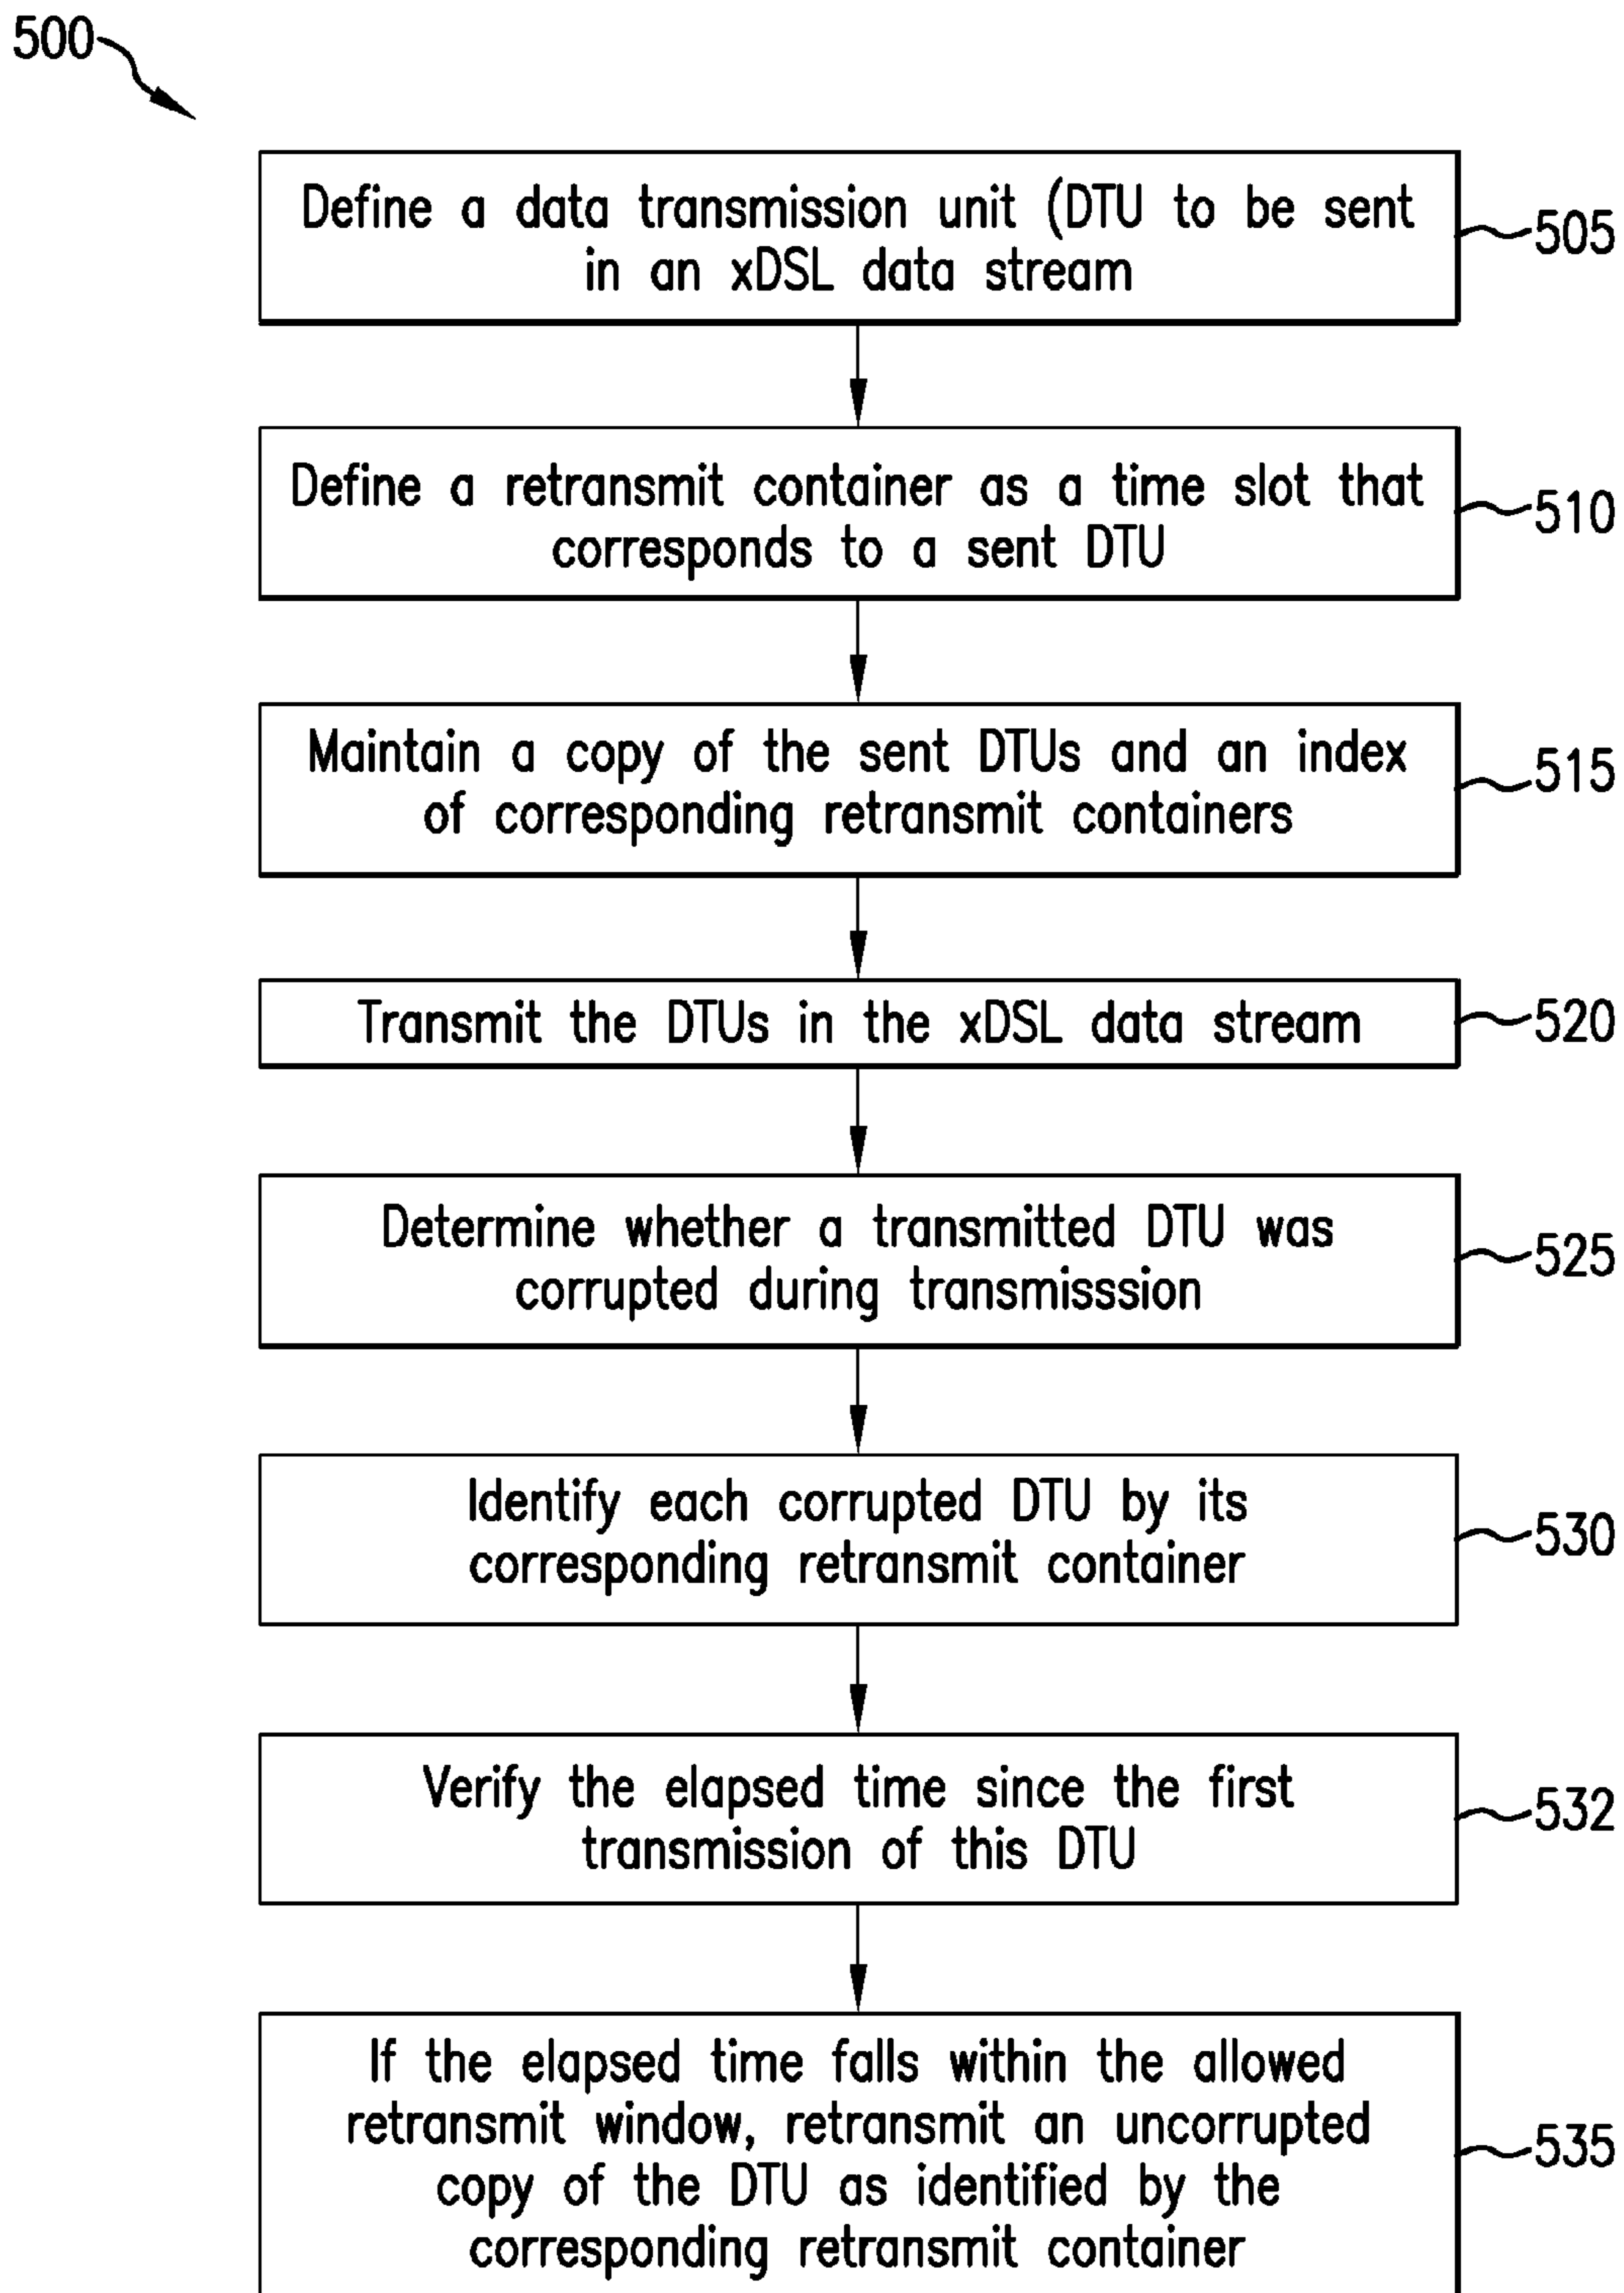 500
Define a data transmission unit (DTU to be sent
in an xDSL data stream
505
Define a retransmit container as a time slot that
corresponds to a sent DTU
510
Maintain a copy of the sent DTUs and an index
of corresponding retransmit containers
515
Transmit the DTUs in the xDSL data stream
520
Determine whether a transmitted DTU was
corrupted during transmisssion
525
Identify each corrupted DTU by its
corresponding retransmit container
530
Verify the elapsed time since the first
transmission of this DTU
532
If the elapsed time falls within the allowed
retransmit window, retransmit an uncorrupted
copy of the DTU as identified by the
corresponding retransmit container
535